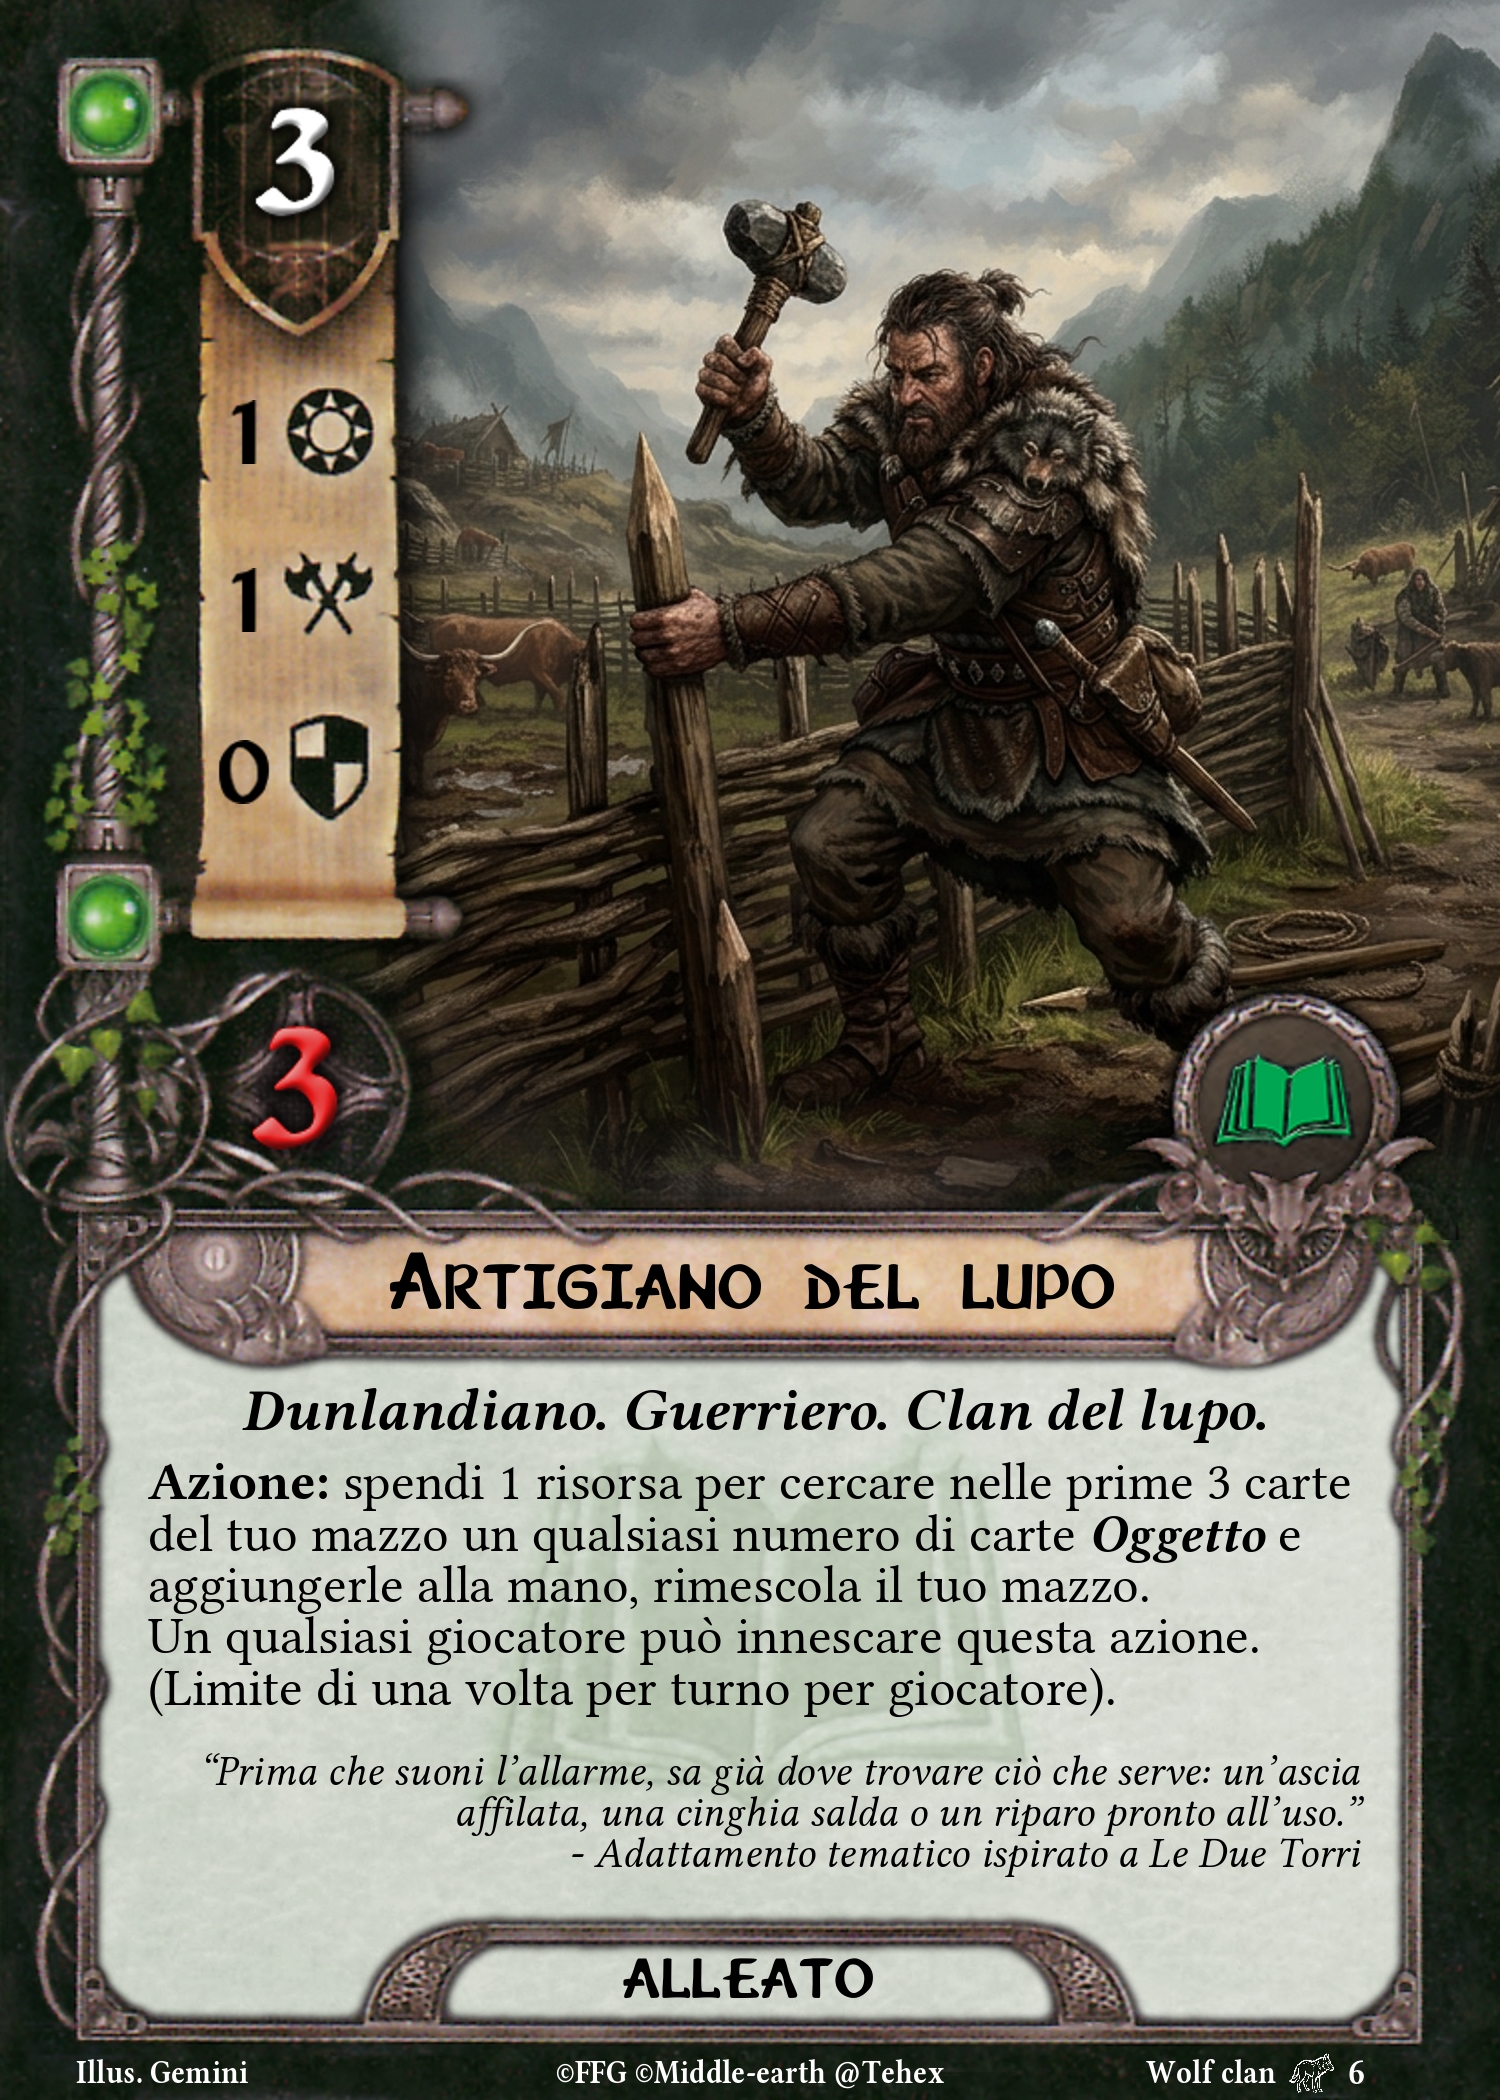 3
1
1
0
3
Artigiano del lupo
Dunlandiano. Guerriero. Clan del lupo.
Azione: spendi 1 risorsa per cercare nelle prime 3 carte
del tuo mazzo un qualsiasi numero di carte Oggetto e
aggiungerle alla mano, rimescola il tuo mazzo.
Un qualsiasi giocatore può innescare questa azione.
(Limite di una volta per turno per giocatore).
“Prima che suoni l’allarme, sa già dove trovare ciò che serve: un’ascia
affilata, una cinghia salda o un riparo pronto all’uso.”
- Adattamento tematico ispirato a Le Due Torri
ALLEATO
Illus. Gemini ©FFG ©Middle-earth @Tehex Wolf clan 6